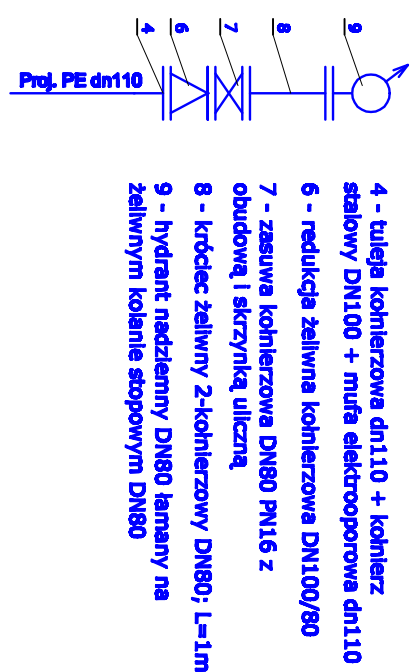 4
6
7
8
9
Proj. PE dn110
4 - tuleja kołnierzowa dn110 + kołnierz
stalowy DN100 + mufa elektrooporowa dn110
6 - redukcja żeliwna kołnierzowa DN100/80
7 - zasuwa kołnierzowa DN80 PN16 z
obudową i skrzynką uliczną
8 - króciec żeliwny 2-kołnierzowy DN80; L=1m
9 - hydrant nadziemny DN80 łamany na
żeliwnym kolanie stopowym DN80